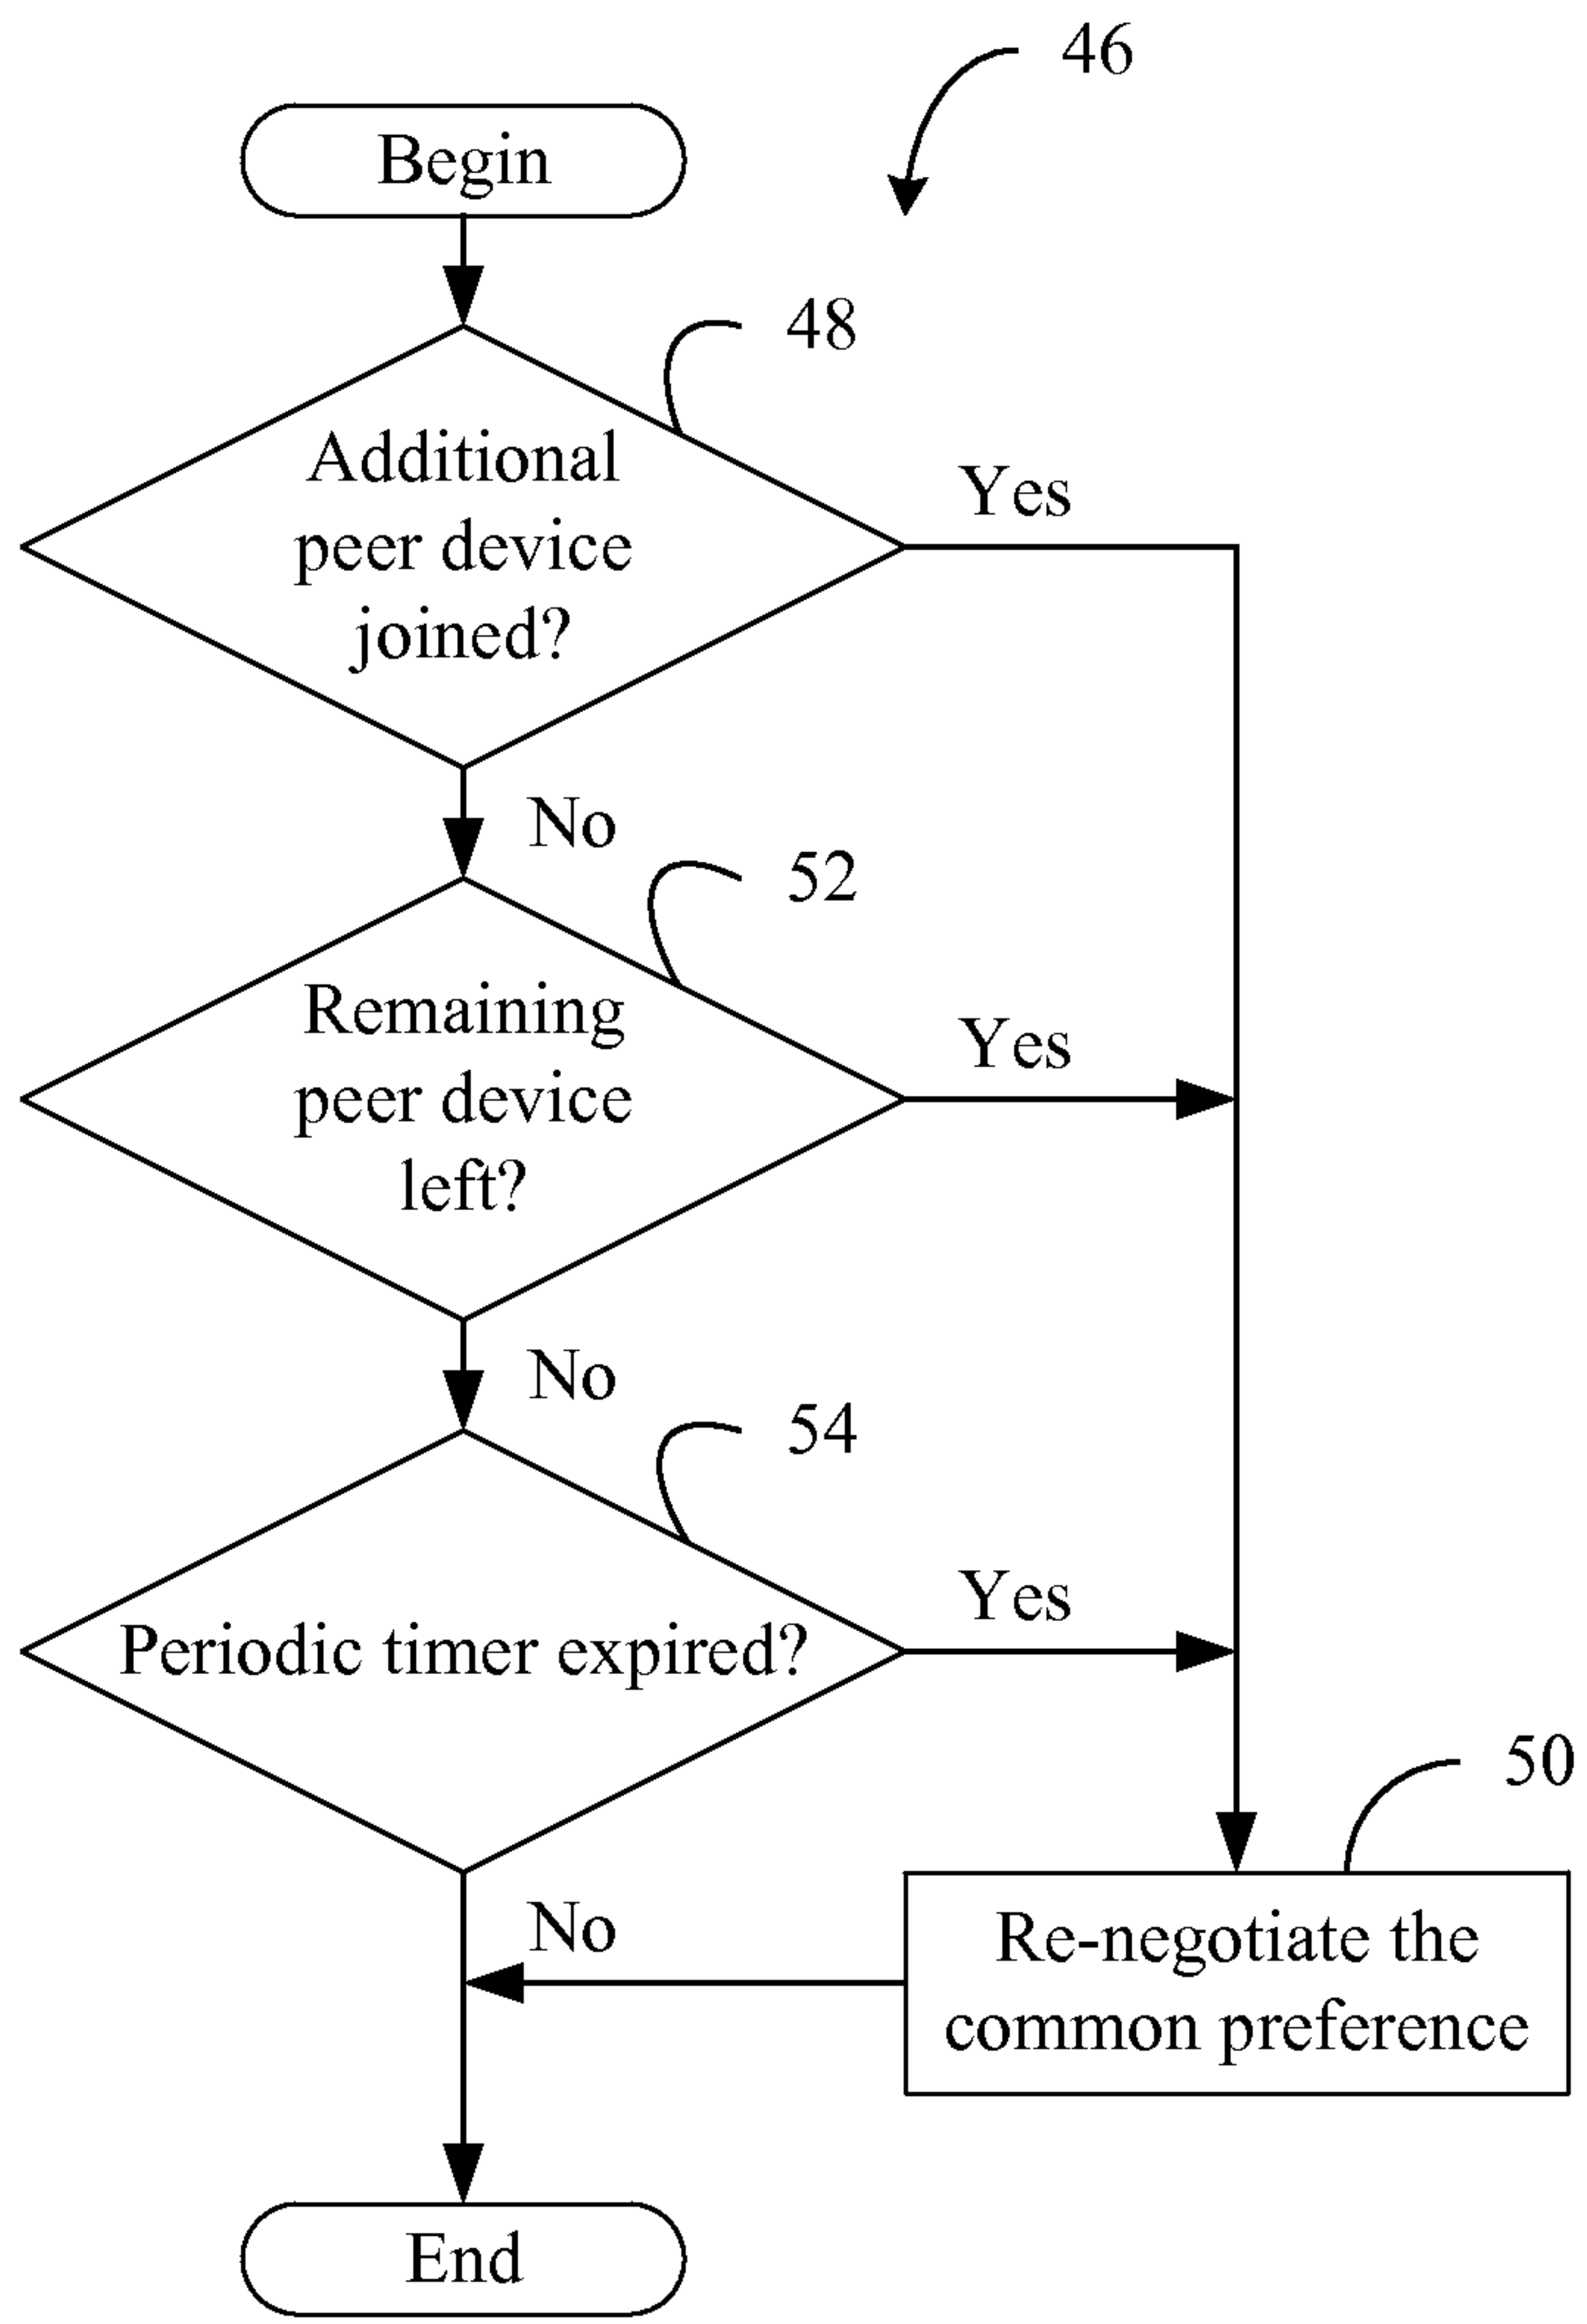 46
Begin
48
Additional
peer device
joined?
Yes
No
52
Remaining
peer device
left?
Yes
No
54
Periodic timer expired?
Yes
50
No
Re-negotiate the
common preference
End